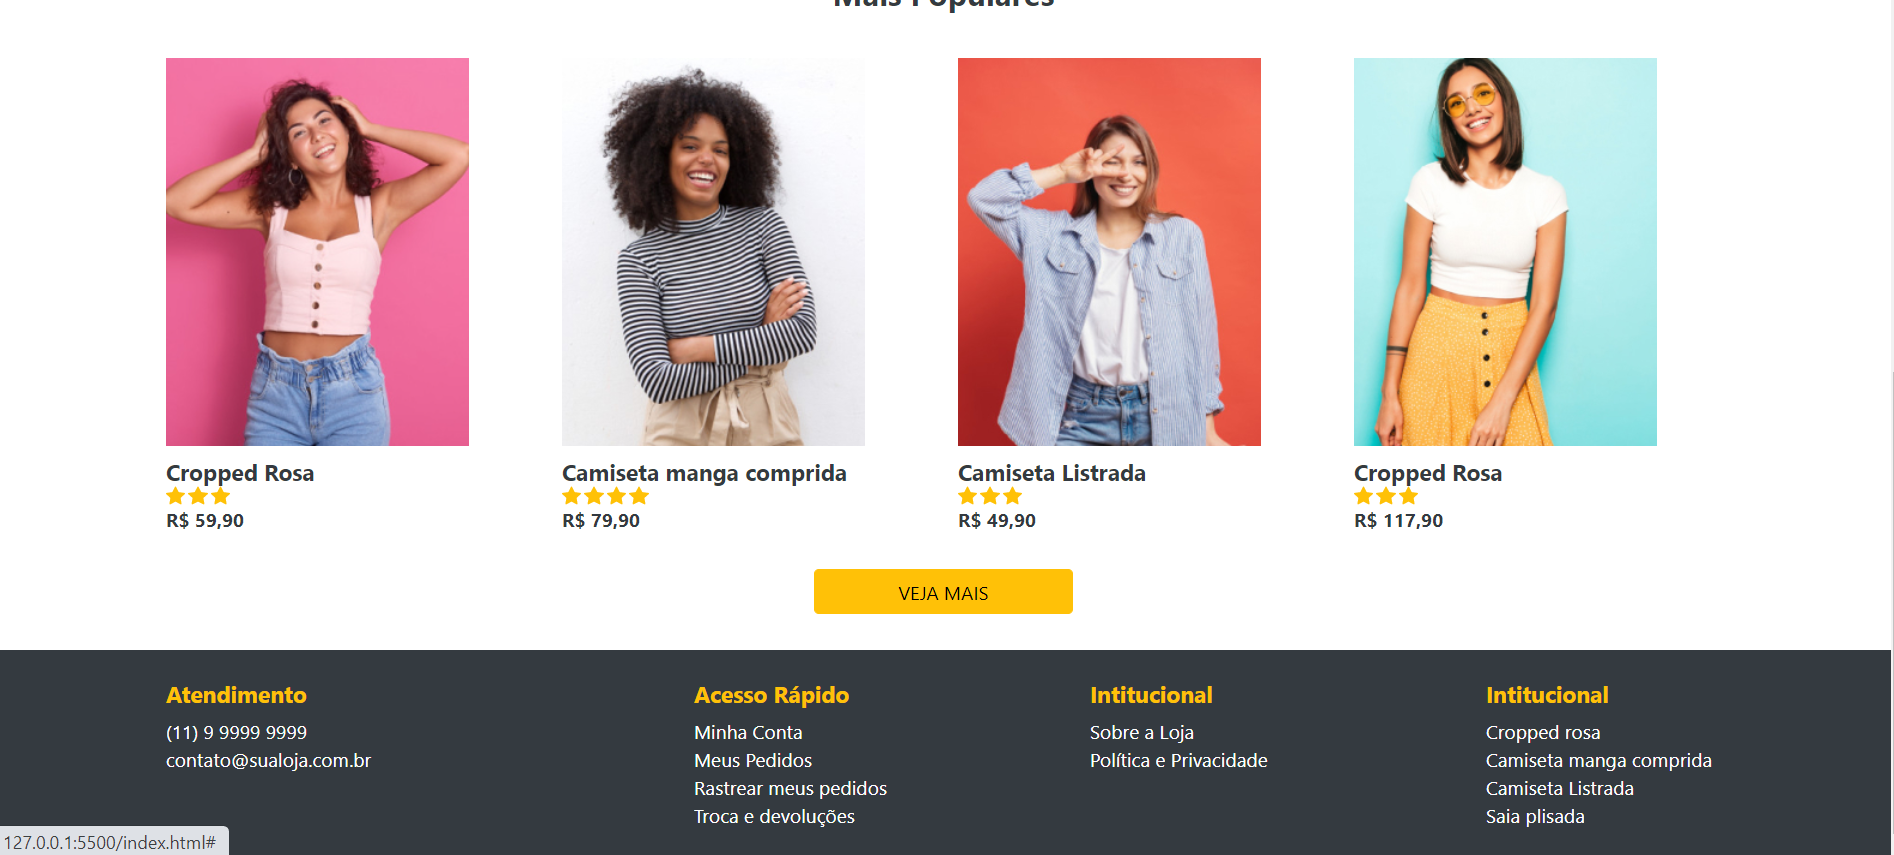 Mais Populares
Cropped Rosa
R$ 59,90
Camiseta manga comprida
R$ 79,90
Camiseta Listrada
R$ 49,90
Cropped Rosa
R$ 117,90
VEJA MAIS
Atendimento
(11) 9 9999 9999
contato@sualoja.com.br
Acesso Rápido
Minha Conta
Meus Pedidos
Rastrear meus pedidos
Troca e devoluções
Intitucional
Sobre a Loja
Política e Privacidade
Intitucional
Cropped rosa
Camiseta manga comprida
Camiseta Listrada
Saia plisada
127.0.0.1:5500/index.html#